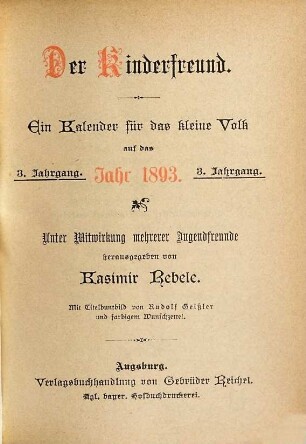 Der Kinderfreund.
Ein Kalender für das kleine Volk
auf das
3. Jahrgang. Jahr 1893. 3. Jahrgang.
Unter Mitwirkung mehrerer Jugendfreunde
herausgegeben von
Kasimir Rebele.
Mit Titelbuntbild von Rudolf Geißler
und farbigem Wunschzettel.
Augsburg.
Verlagsbuchhandlung von Gebrüder Reichel.
Kgl. bayer. Hofbuchdruckerei.